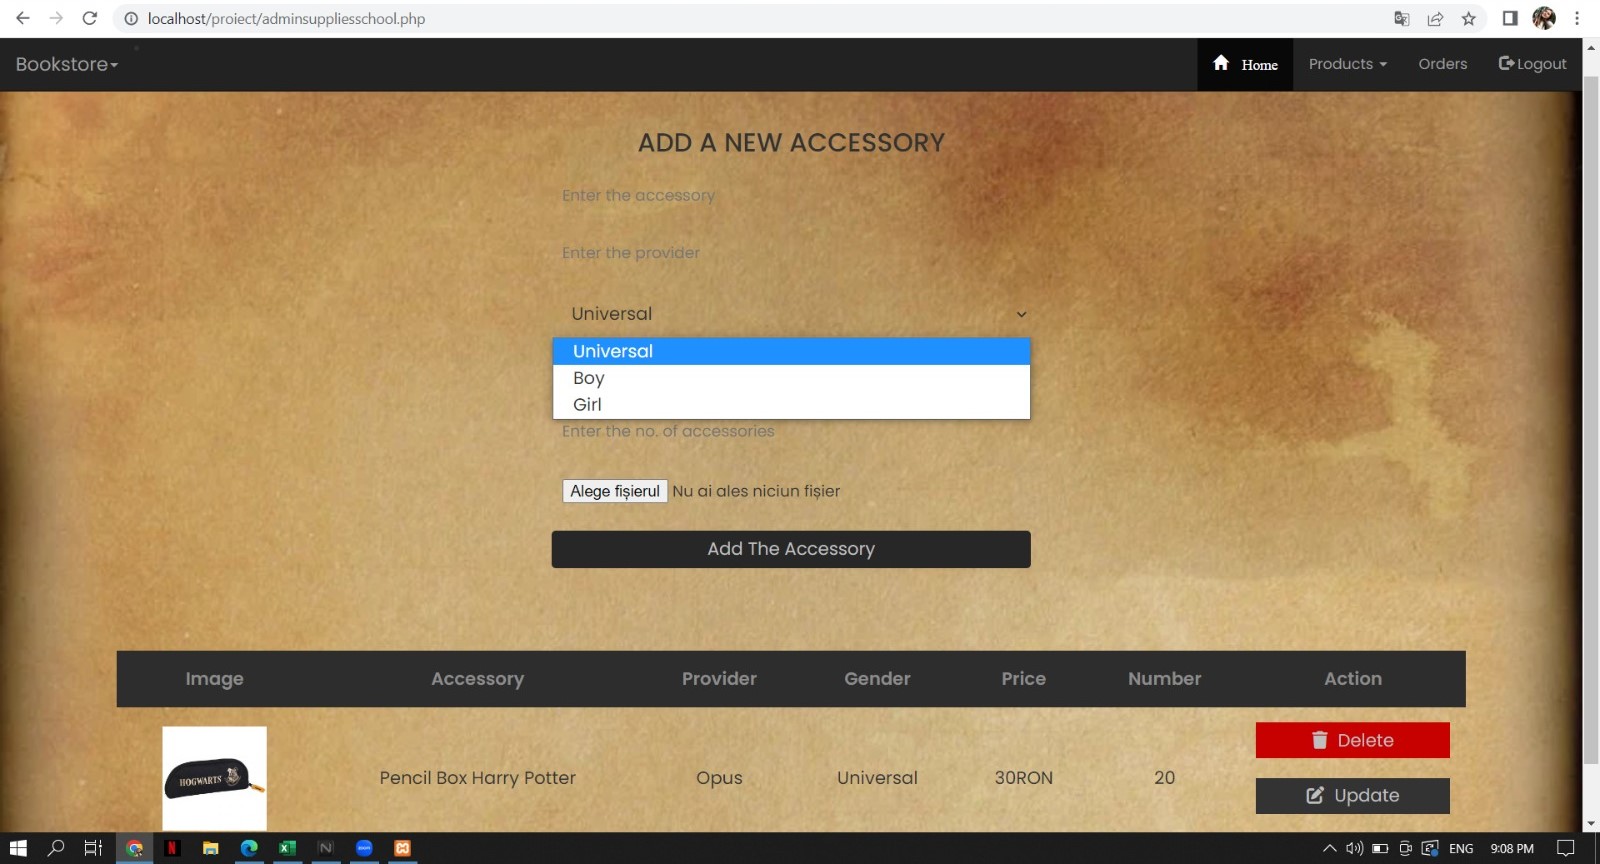 localhost/proiect/adminsuppliesschool.php
Bookstore
Home
Products
Orders
Logout
ADD A NEW ACCESSORY
Enter the accessory
Enter the provider
Universal
Universal
Boy
Girl
Enter the no. of accessories
Alege fișierul Nu ai ales niciun fișier
Add The Accessory
Image Accessory Provider Gender Price Number Action
HOGWARTS
Pencil Box Harry Potter Opus Universal 30RON 20
Delete
Update
ENG 9:08 PM